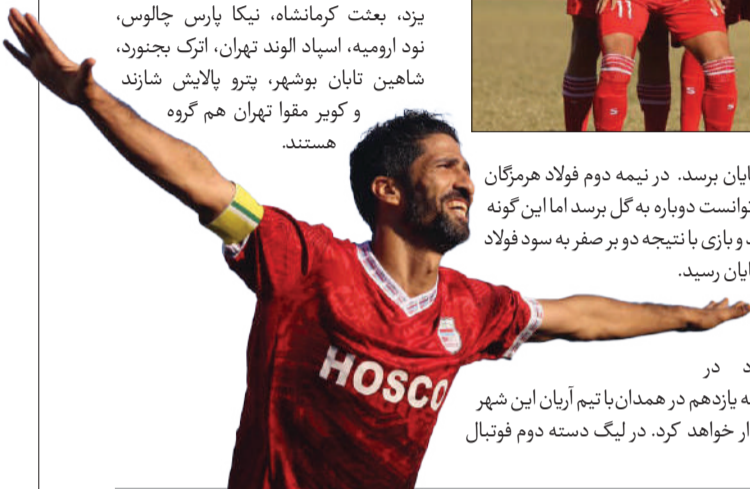 ایان برسد. در نیمه دوم فولاد هرمزگان
توانست دوباره به گل برسد اما این گونه
د و بازی با نتیجه دو بر صفر به سود فولاد
ایان رسید.
د در
ه یازدهم در همدان با تیم آریان این شهر
ار خواهد کرد. در لیگ دسته دوم فوتبال
یزد، بعثت کرمانشاه، نیکا پارس چالوس،
نود ارومیه، اسپاد الوند تهران، اترک بجنورد،
شاهین تابان بوشهر، پترو پالایش شازند
و کویر مقوا تهران هم گروه
هستند.
HOSCO
11